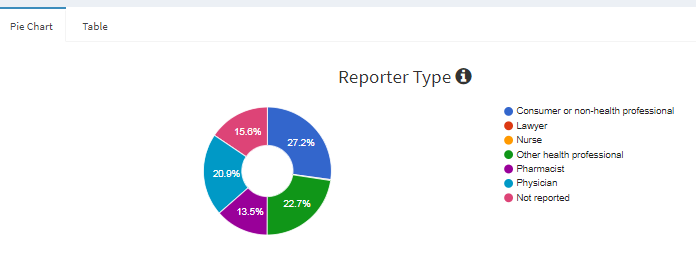 Pie Chart Table
Reporter Type
27.2%
22.7%
13.5%
20.9%
15.6%
Consumer or non-health professional
Lawyer
Nurse
Other health professional
Pharmacist
Physician
Not reported